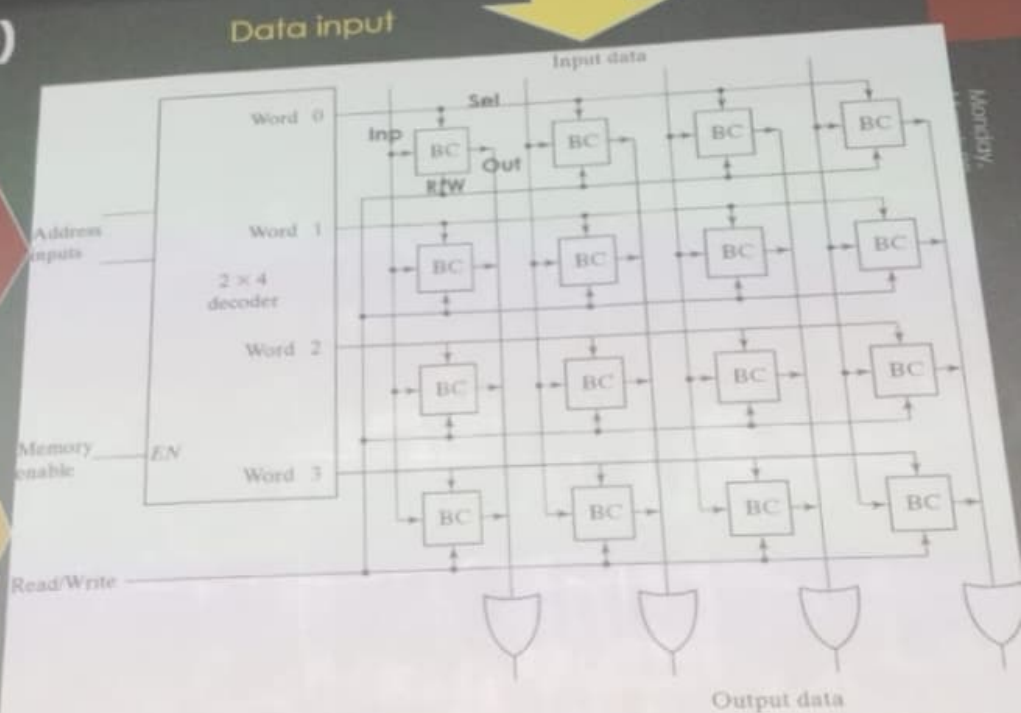 )
Data input
Input data
Monday,
Word 0
Sel
Inp
BC
BC
BC
BC
Out
R/W
Address
inputs
Word 1
BC
BC
BC
BC
2 × 4
decoder
Word 2
BC
BC
BC
BC
Memory
enable
EN
Word 3
BC
BC
BC
BC
Read/Write
Output data